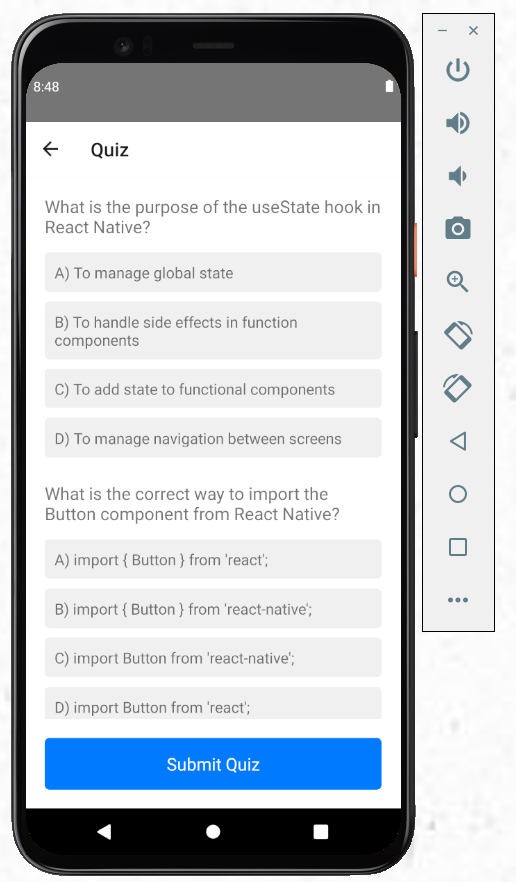 8:48
Quiz
What is the purpose of the useState hook in
React Native?
A) To manage global state
B) To handle side effects in function
components
C) To add state to functional components
D) To manage navigation between screens
What is the correct way to import the
Button component from React Native?
A) import { Button } from 'react';
B) import { Button } from 'react-native';
C) import Button from 'react-native';
D) import Button from 'react';
Submit Quiz